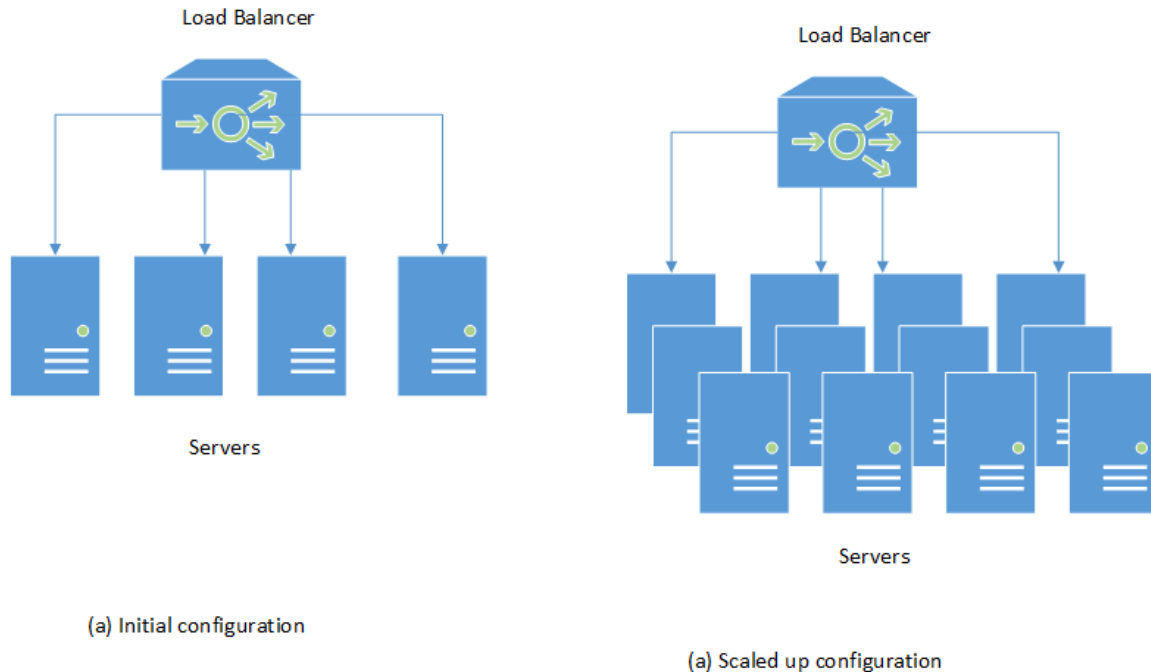 Load Balancer
Servers
(a) Initial configuration
Load Balancer
Servers
(a) Scaled up configuration